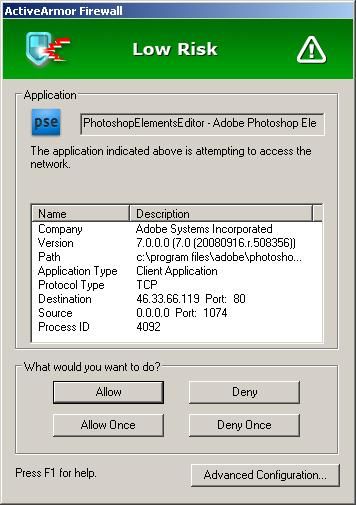 ActiveArmor Firewall
Low Risk
Application
pse
PhotoshopElementsEditor - Adobe Photoshop Ele
The application indicated above is attempting to access the
network.
Name Description
Company Adobe Systems Incorporated
Version 7.0.0.0 (7.0 (20080916.r.508356))
Path c:\program files\adobe\photosho...
Application Type Client Application
Protocol Type TCP
Destination 46.33.66.119 Port: 80
Source 0.0.0.0 Port: 1074
Process ID 4092
What would you want to do?
Allow Deny
Allow Once Deny Once
Press F1 for help. Advanced Configuration...